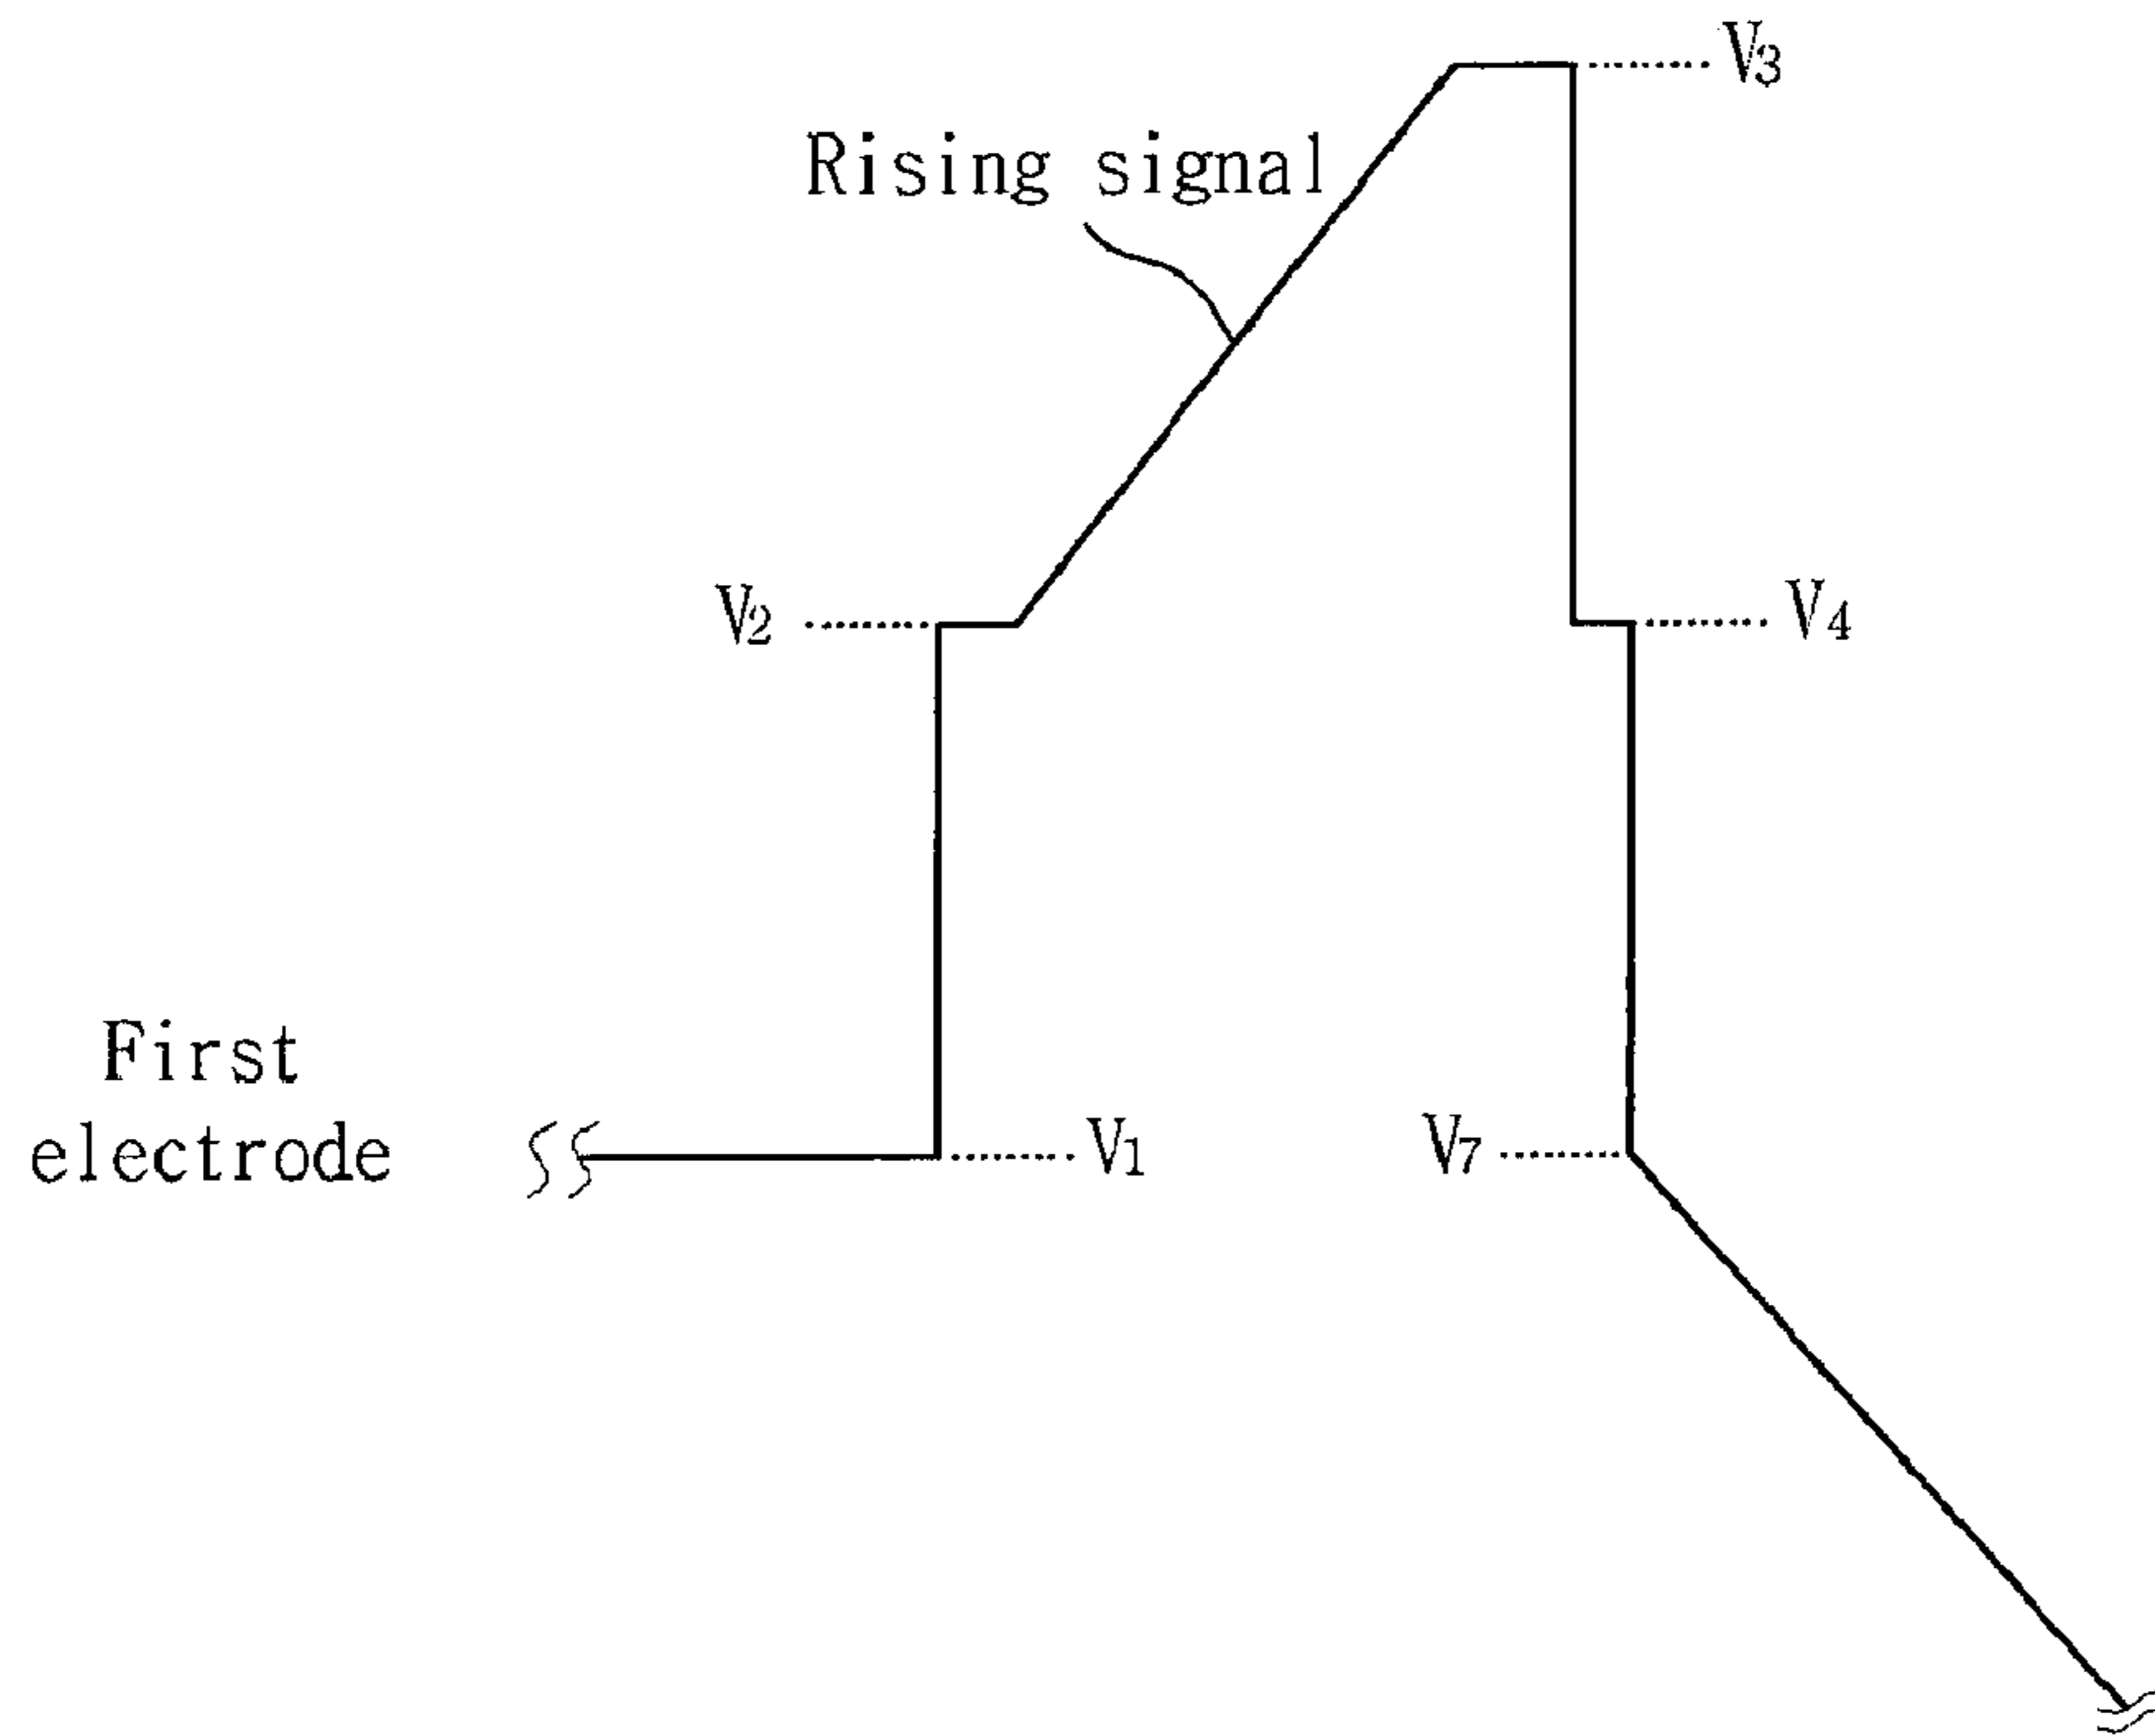 V3
Rising signal
V2
V4
First
electrode
V1
V7